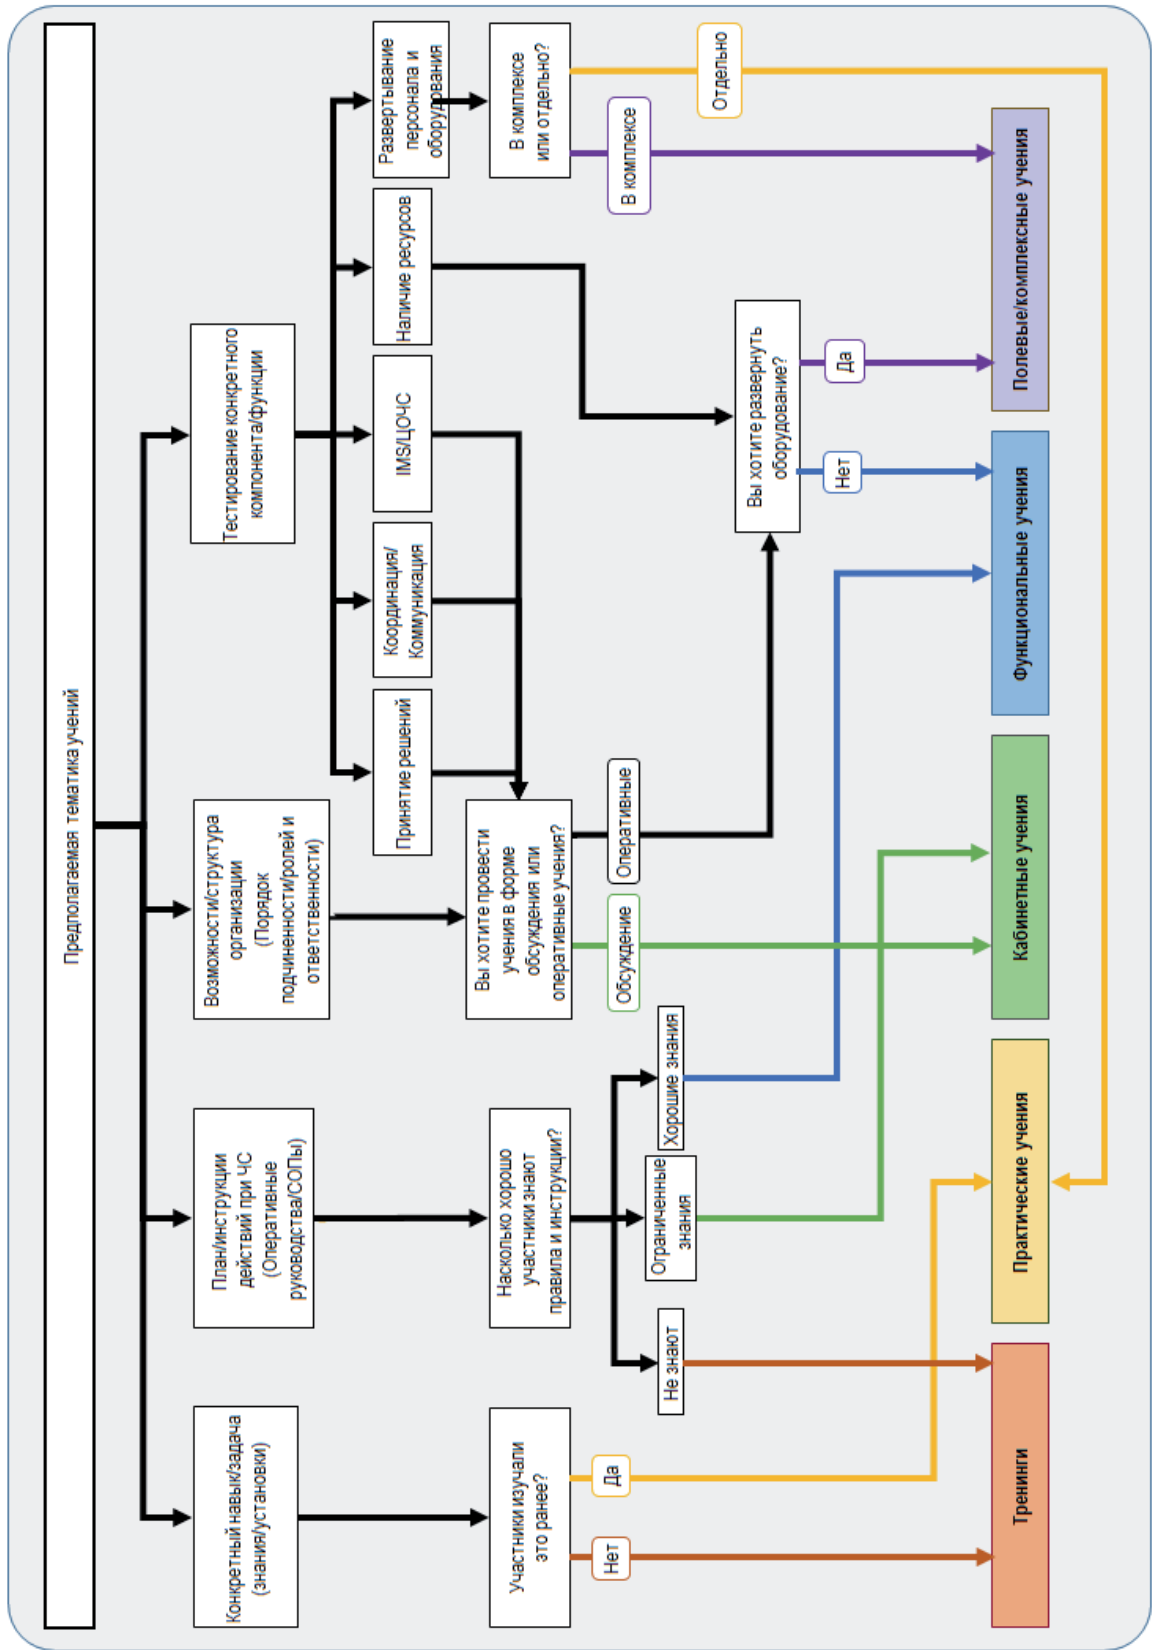 Предполагаемая тематика учений
Конкретный навык/задача
(знания/установки)
План/инструкции
действий при ЧС
(Оперативные
руководства/СОПы)
Возможности/структура
организации
(Порядок
подчиненности/ролей и
ответственности)
Тестирование конкретного
компонента/функции
Принятие решений
Координация/
Коммуникация
IMS/ЦОЧС
Наличие ресурсов
Развертывание
персонала и
оборудования
Участники изучали
это ранее?
Насколько хорошо
участники знают
правила и инструкции?
Вы хотите провести
учения в форме
обсуждения или
оперативные учения?
В комплексе
или отдельно?
Нет
Да
Не знают
Ограниченные
знания
Хорошие знания
Обсуждение
Оперативные
В комплексе
Отдельно
Вы хотите развернуть
оборудование?
Нет
Да
Тренинги
Практические учения
Кабинетные учения
Функциональные учения
Полевые/комплексные учения